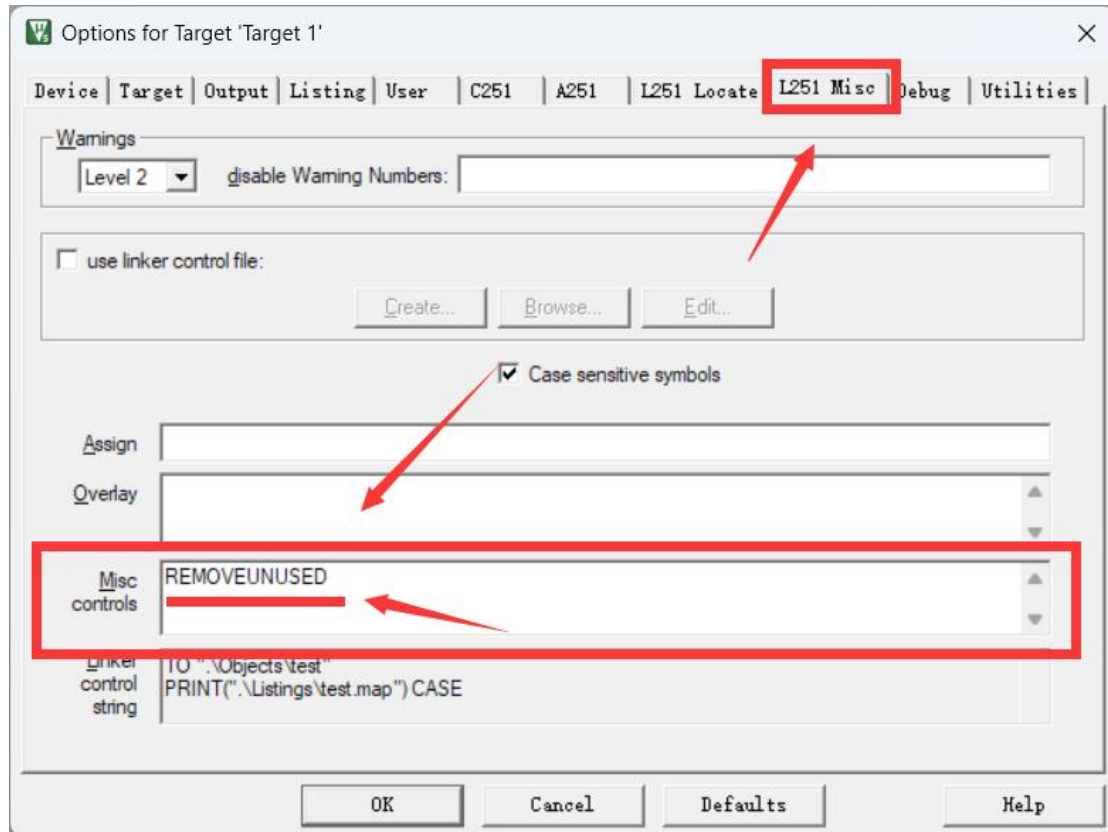 Options for Target 'Target 1'
Device Target Output Listing User C251 A251 L251 Locate L251 Misc Debug Utilities
Warnings
Level 2 disable Warning Numbers:
use linker control file:
Create... Browse... Edit...
Case sensitive symbols
Assign
Overlay
Misc controls
REMOVEUNUSED
Linker control string
TO ".\Objects\test"
PRINT(".\Listings\test.map") CASE
OK Cancel Defaults Help